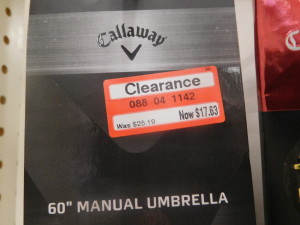 Callaway
Clearance
088 04 1142
Was $25.19 Now $17.63
60" MANUAL UMBRELLA